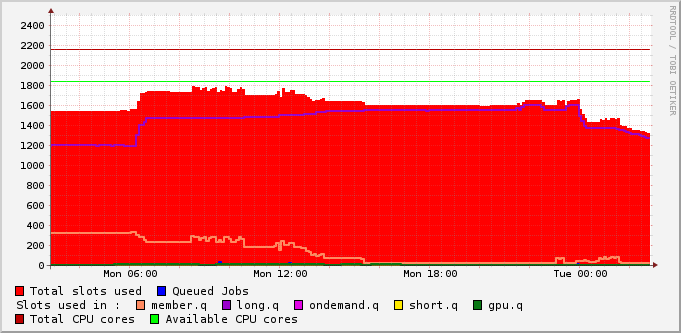 2400
2200
2000
1800
1600
1400
1200
1000
800
600
400
200
0
Mon 06:00 Mon 12:00 Mon 18:00 Tue 00:00
RRDTOOL / TOBI OETIKER
Total slots used Queued Jobs
Slots used in : member.q long.q ondemand.q short.q gpu.q
Total CPU cores Available CPU cores